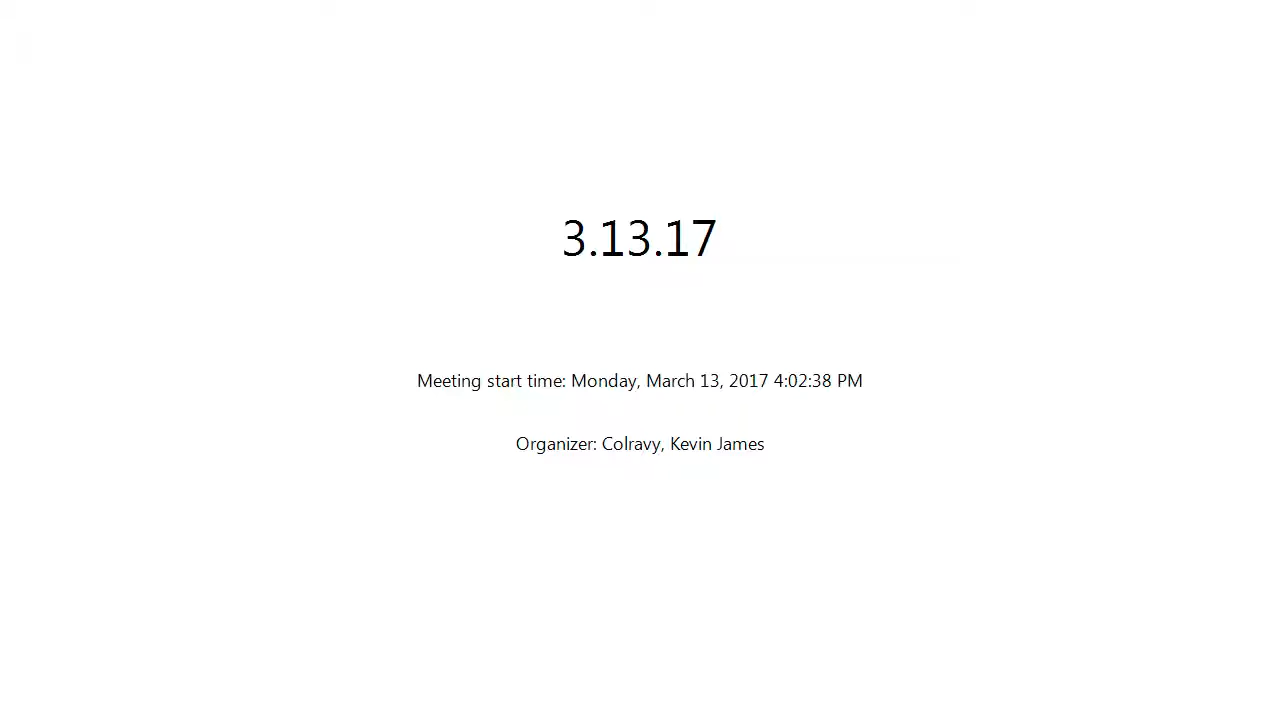 3.13.17
Meeting start time: Monday, March 13, 2017 4:02:38 PM
Organizer: Colravy, Kevin James